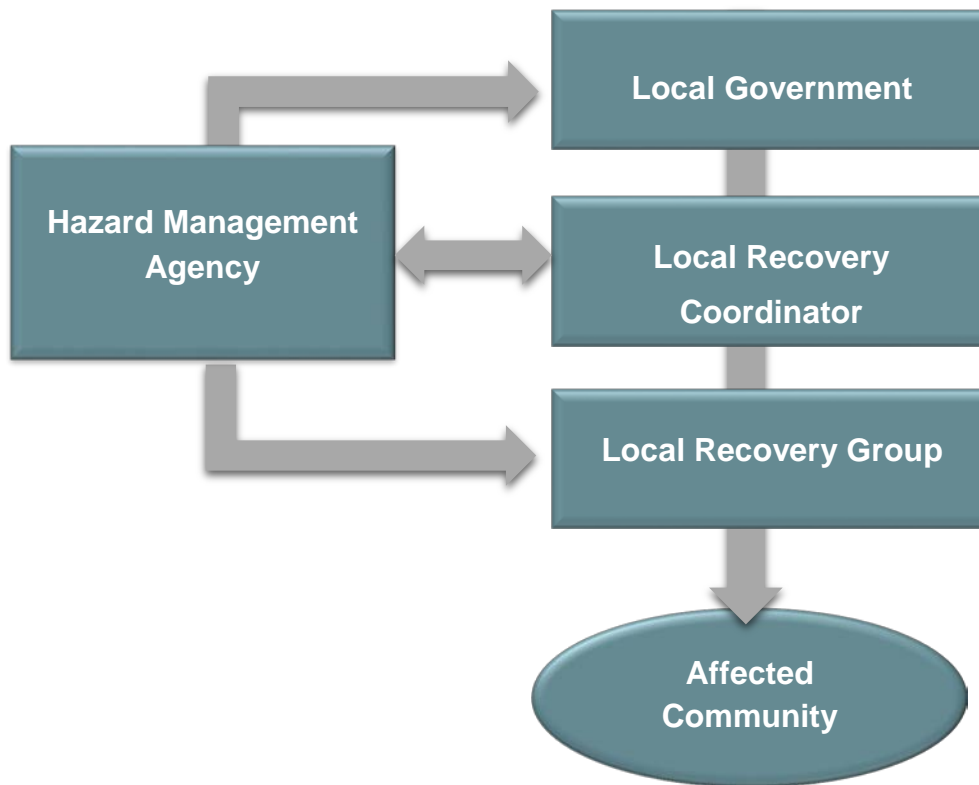 Local Government
Hazard Management
Agency
Local Recovery
Coordinator
Local Recovery Group
Affected
Community